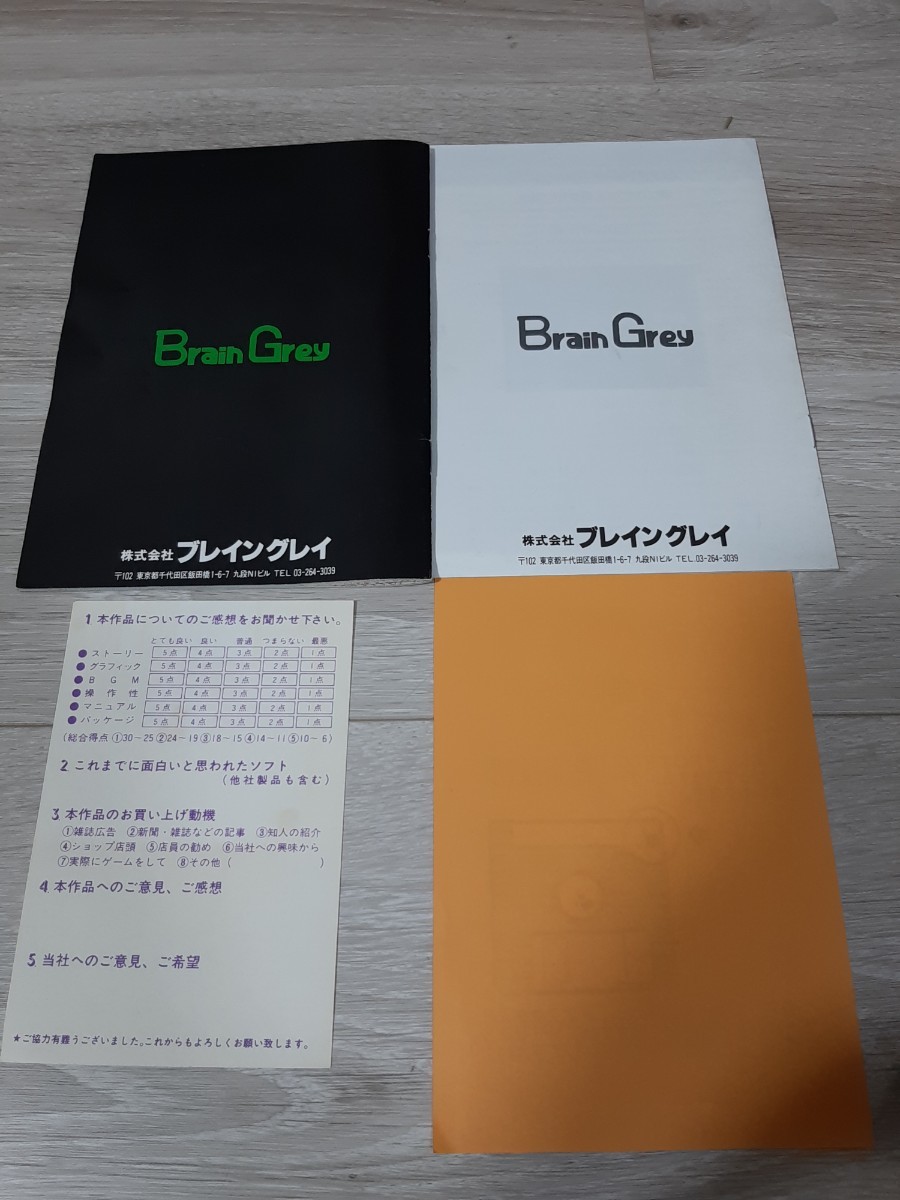 Brain Grey
株式会社 ブレイングレイ
〒102 東京都千代田区飯田橋1-6-7 九段NIビル TEL 03-264-3039
Brain Grey
株式会社 ブレイングレイ
〒102 東京都千代田区飯田橋1-6-7 九段NIビル TEL 03-264-3039
1 本作品についてのご感想をお聞かせ下さい。
とても良い 良い 普通 つまらない 最悪
●ストーリー 5点 4点 3点 2点 1点
●グラフィック 5点 4点 3点 2点 1点
●BGM 5点 4点 3点 2点 1点
●操作性 5点 4点 3点 2点 1点
●マニュアル 5点 4点 3点 2点 1点
●パッケージ 5点 4点 3点 2点 1点
(総合得点 ①30~25 ②24~19 ③18~15 ④14~11 ⑤10~6)
2 これまでに面白いと思われたソフト
(他社製品も含む)
3 本作品のお買い上げ動機
①雑誌広告 ②新聞・雑誌などの記事 ③知人の紹介
④ショップ店頭 ⑤店員の勧め ⑥当社への興味から
⑦実際にゲームをして ⑧その他( )
4 本作品へのご意見、ご感想
5 当社へのご意見、ご希望
★ご協力有難うございました。これからもよろしくお願い致します。